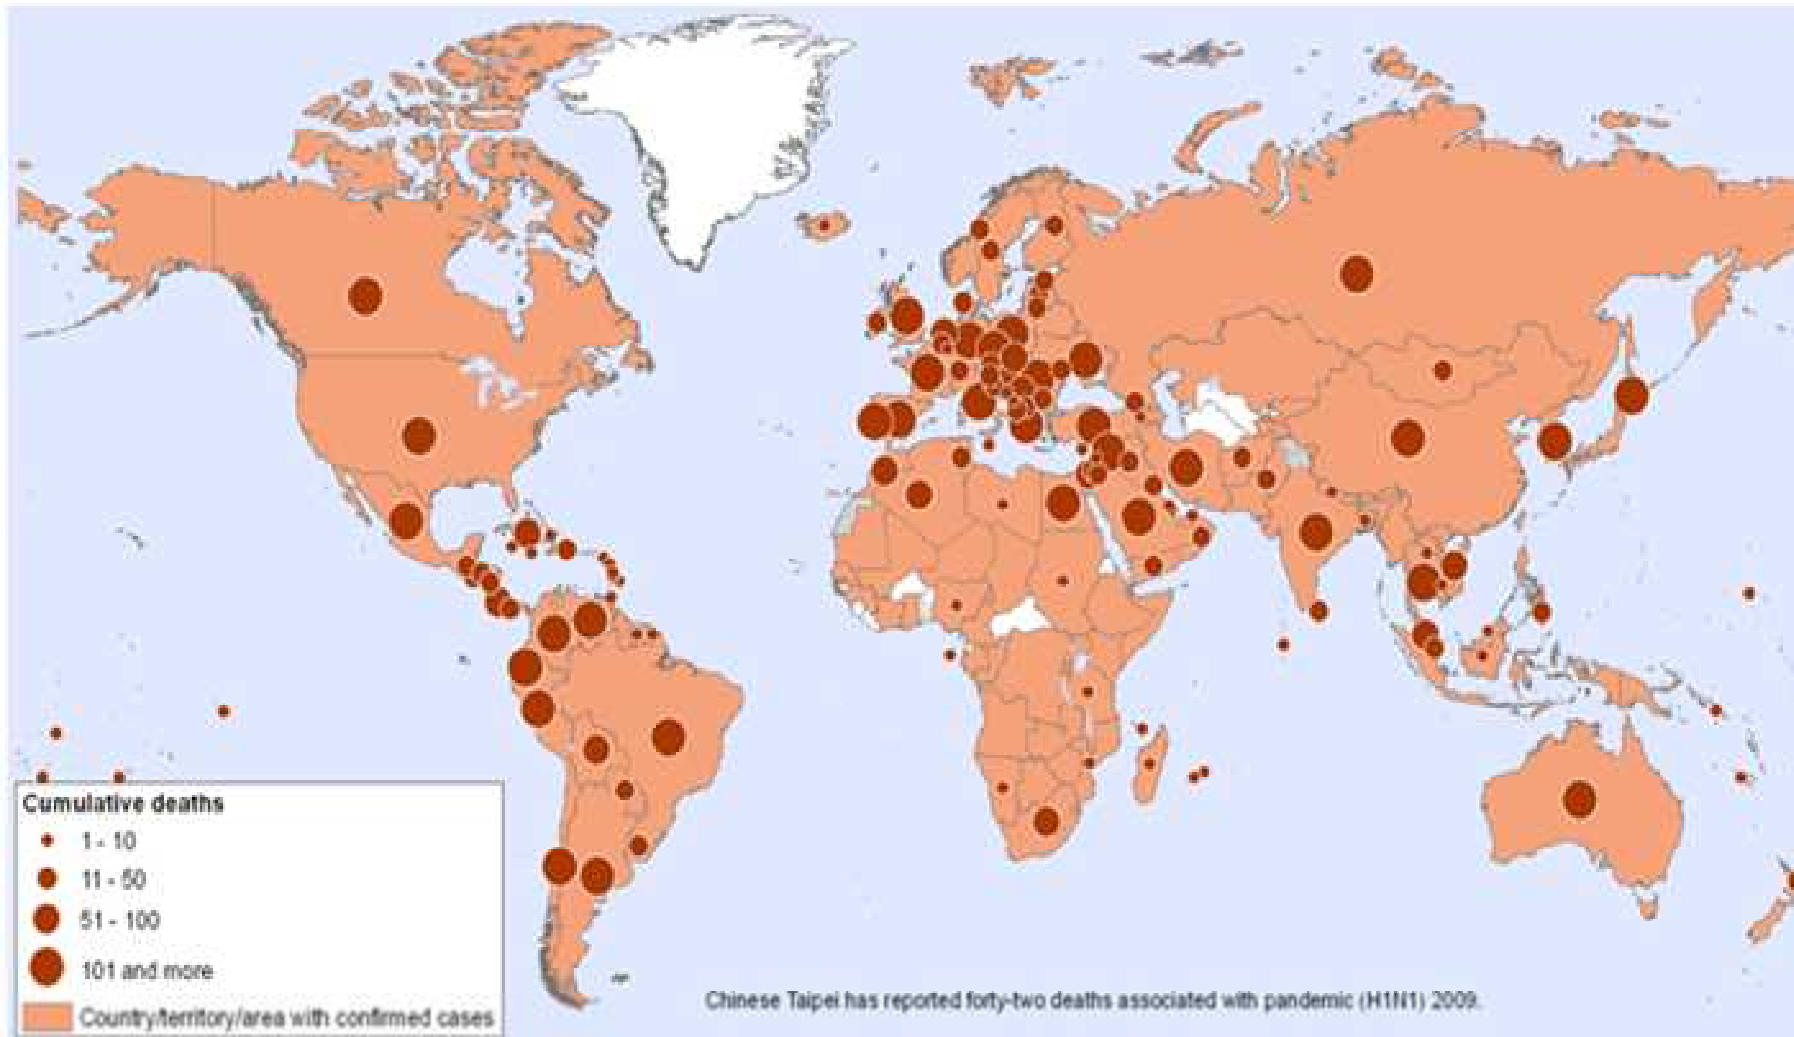 Cumulative deaths
1 - 10
11 - 50
51 - 100
101 and more
Country/territory/area with confirmed cases
Chinese Taipei has reported forty-two deaths associated with pandemic (H1N1) 2009.